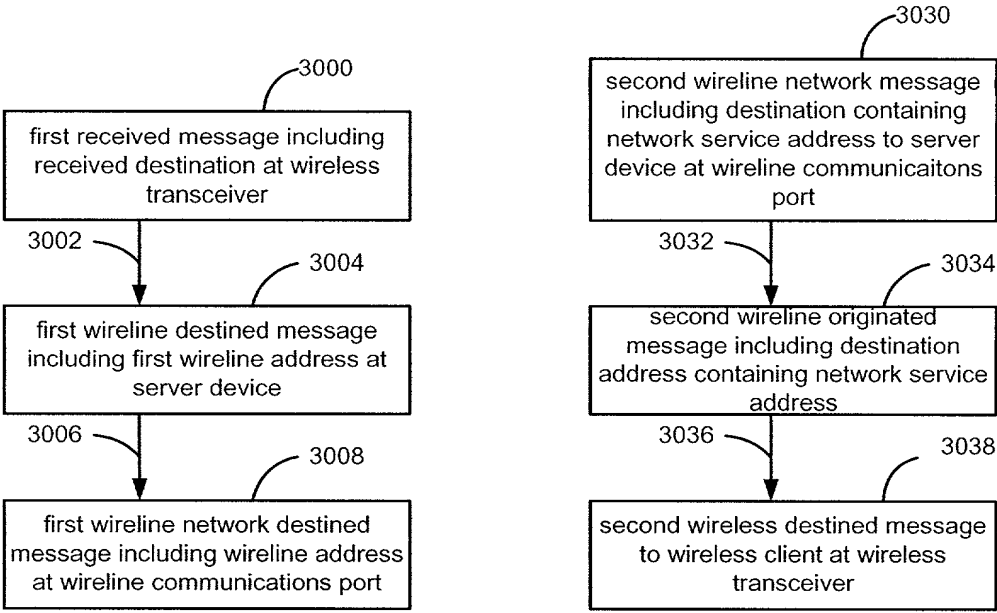 3000
first received message including
received destination at wireless
transceiver
3002
3004
first wireline destined message
including first wireline address at
server device
3006
3008
first wireline network destined
message including wireline address
at wireline communications port
3030
second wireline network message
including destination containing
network service address to server
device at wireline communicaitons
port
3032
3034
second wireline originated
message including destination
address containing network service
address
3036
3038
second wireless destined message
to wireless client at wireless
transceiver